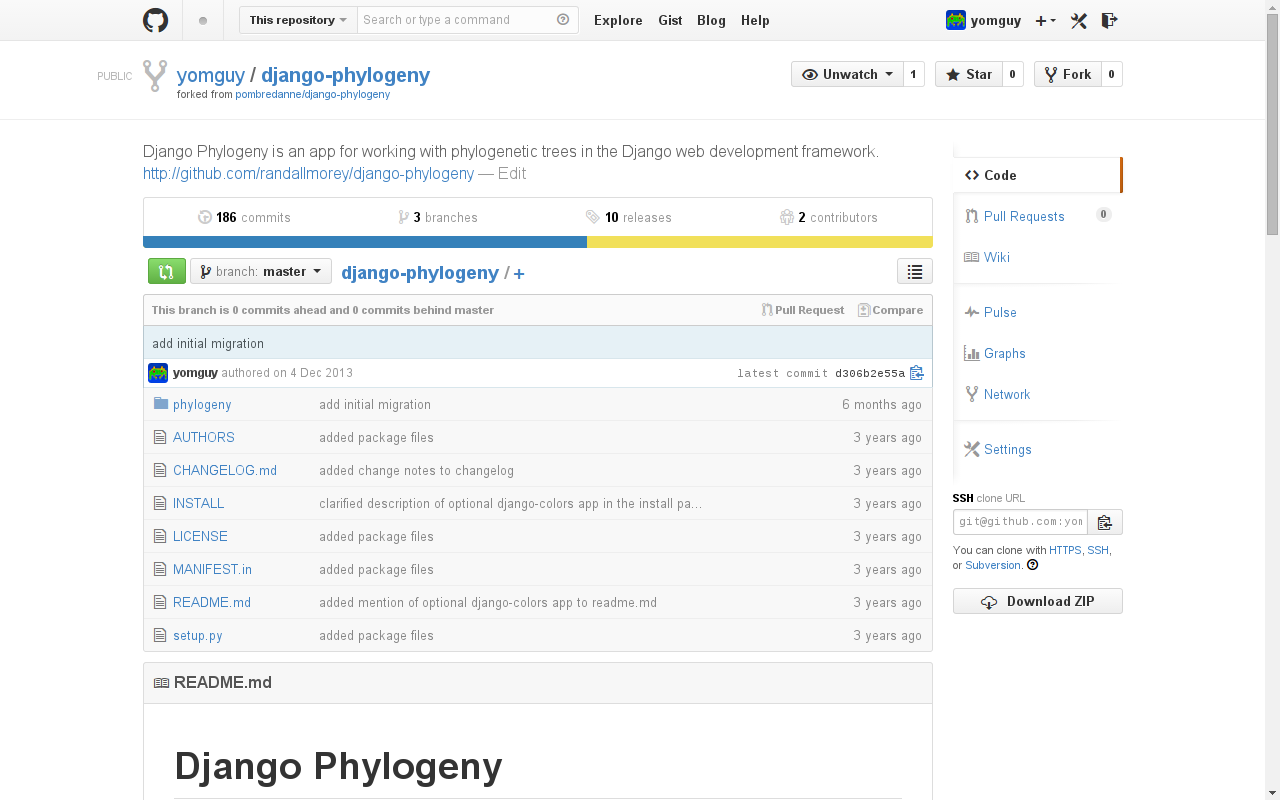 This repository Search or type a command Explore Gist Blog Help yomguy
PUBLIC yomguy / django-phylogeny Unwatch 1 Star 0 Fork 0
forked from pombredanne/django-phylogeny
Django Phylogeny is an app for working with phylogenetic trees in the Django web development framework.
http://github.com/randallmorey/django-phylogeny — Edit
186 commits 3 branches 10 releases 2 contributors
branch: master django-phylogeny / +
This branch is 0 commits ahead and 0 commits behind master Pull Request Compare
add initial migration
yomguy authored on 4 Dec 2013 latest commit d306b2e55a
phylogeny add initial migration 6 months ago
AUTHORS added package files 3 years ago
CHANGELOG.md added change notes to changelog 3 years ago
INSTALL clarified description of optional django-colors app in the install pa... 3 years ago
LICENSE added package files 3 years ago
MANIFEST.in added package files 3 years ago
README.md added mention of optional django-colors app to readme.md 3 years ago
setup.py added package files 3 years ago
README.md
Django Phylogeny
Code
Pull Requests 0
Wiki
Pulse
Graphs
Network
Settings
SSH clone URL
git@github.com:yom
You can clone with HTTPS, SSH,
or Subversion.
Download ZIP